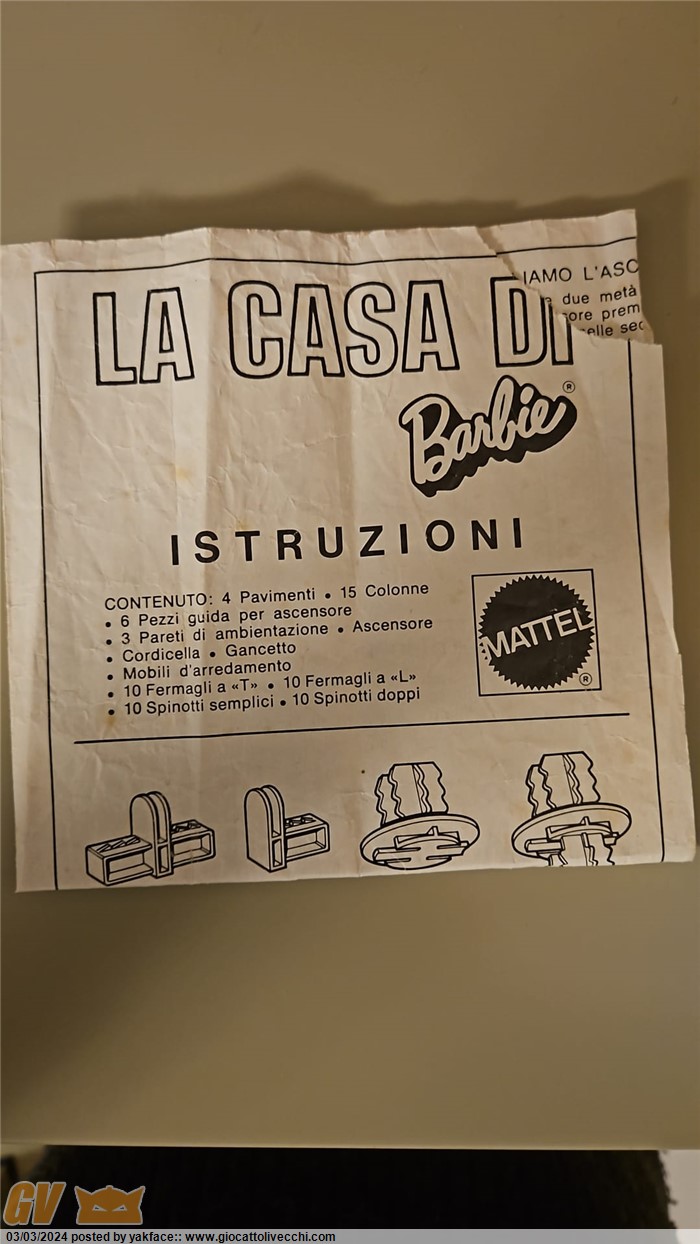 IAMO L'ASC
due metà
ore prem
elle sec
LA CASA DI
Barbie®
ISTRUZIONI
CONTENUTO: 4 Pavimenti • 15 Colonne
• 6 Pezzi guida per ascensore
• 3 Pareti di ambientazione • Ascensore
• Cordicella • Gancetto
• Mobili d'arredamento
• 10 Fermagli a «T» • 10 Fermagli a «L»
• 10 Spinotti semplici • 10 Spinotti doppi
MATTEL
®
GV
03/03/2024 posted by yakface:: www.giocattolivecchi.com